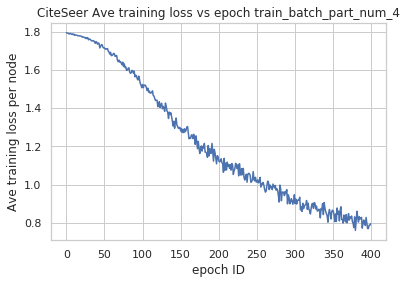 CiteSeer Ave training loss vs epoch train_batch_part_num_4
1.8
1.6
1.4
1.2
1.0
0.8
Ave training loss per node
0 50 100 150 200 250 300 350 400
epoch ID